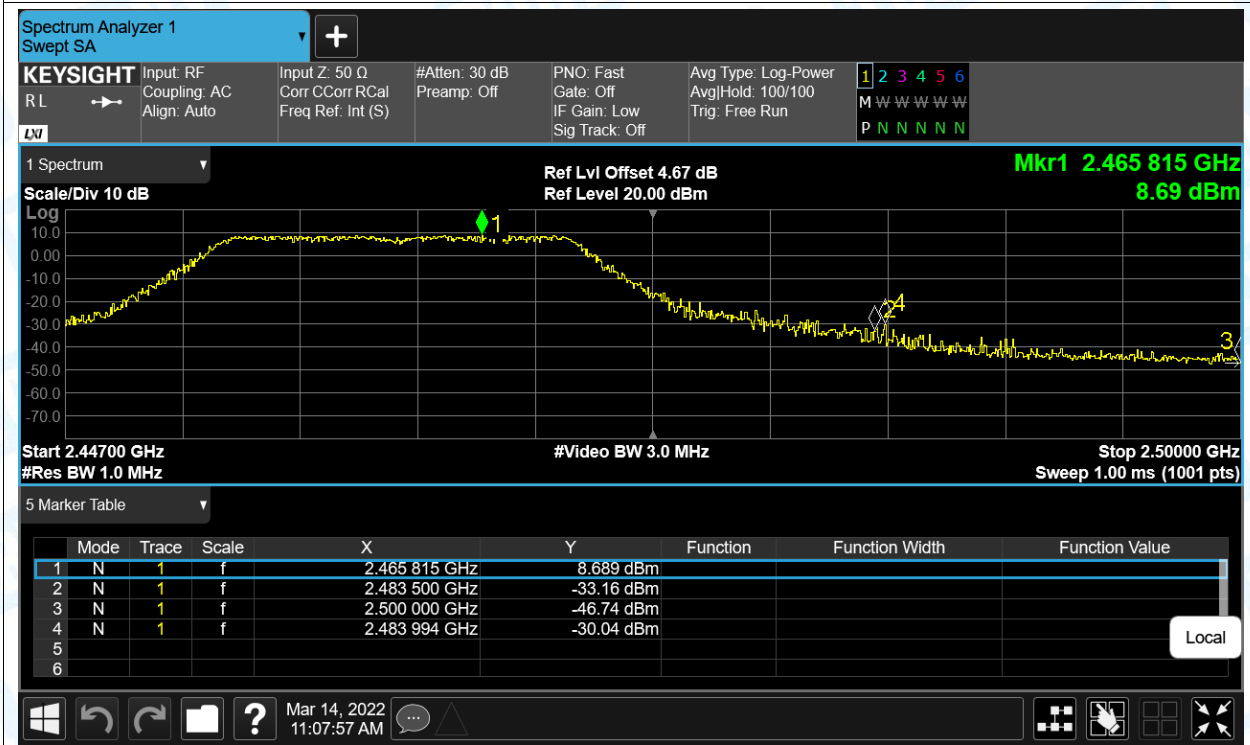 Spectrum Analyzer 1
Swept SA
KEYSIGHT
R L
LXI
Input: RF
Coupling: AC
Align: Auto
Input Z: 50 Ω
Corr CCorr RCal
Freq Ref: Int (S)
#Atten: 30 dB
Preamp: Off
PNO: Fast
Gate: Off
IF Gain: Low
Sig Track: Off
Avg Type: Log-Power
Avg|Hold: 100/100
Trig: Free Run
1 2 3 4 5 6
M W W W W W
P N N N N N
1 Spectrum
Scale/Div 10 dB
Ref Lvl Offset 4.67 dB
Ref Level 20.00 dBm
Mkr1 2.465 815 GHz
8.69 dBm
Log
10.0
0.00
-10.0
-20.0
-30.0
-40.0
-50.0
-60.0
-70.0
1
2
4
3
Start 2.44700 GHz
#Res BW 1.0 MHz
#Video BW 3.0 MHz
Stop 2.50000 GHz
Sweep 1.00 ms (1001 pts)
5 Marker Table
Mode Trace Scale X Y Function Function Width Function Value
1 N 1 f 2.465 815 GHz 8.689 dBm
2 N 1 f 2.483 500 GHz -33.16 dBm
3 N 1 f 2.500 000 GHz -46.74 dBm
4 N 1 f 2.483 994 GHz -30.04 dBm
5
6
Local
?
Mar 14, 2022
11:07:57 AM